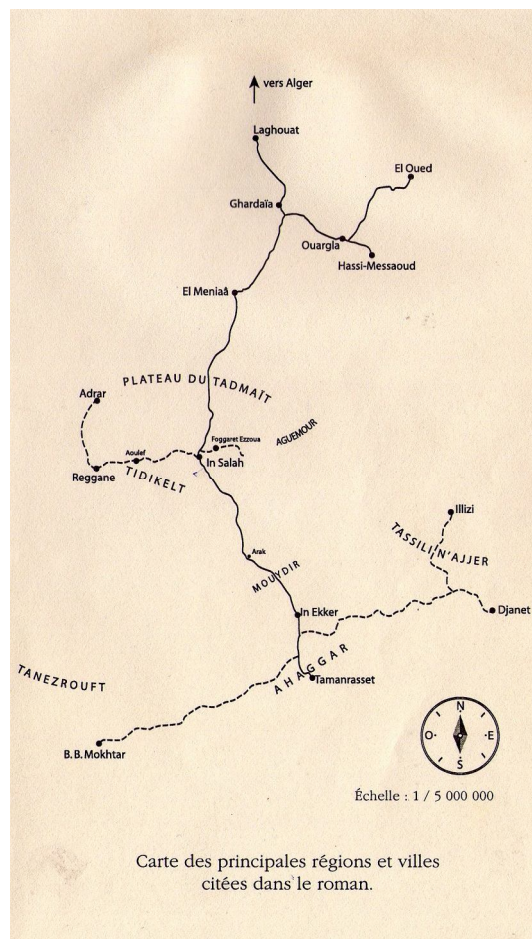 vers Alger
Laghouat
El Oued
Ghardaïa
Ouargla
Hassi-Messaoud
El Meniaâ
PLATEAU DU TADMAÏT
Adrar
AGUEMOUR
Foggaret Ezzoua
Aoulef
In Salah
Reggane
TIDIKELT
Illizi
TASSILI N'AJJER
Arak
MOUYDIR
In Ekker
Djanet
AHAGGAR
TANEZROUFT
Tamanrasset
N
O
E
S
B. B. Mokhtar
Échelle : 1 / 5 000 000
Carte des principales régions et villes
citées dans le roman.